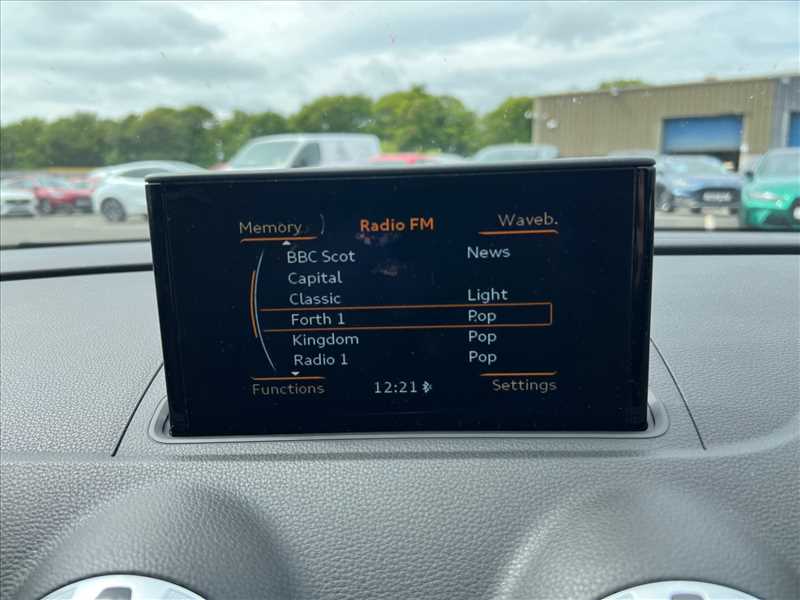 Memory Radio FM Waveb.
BBC Scot News
Capital
Classic Light
Forth 1 Pop
Kingdom Pop
Radio 1 Pop
Functions 12:21 Settings